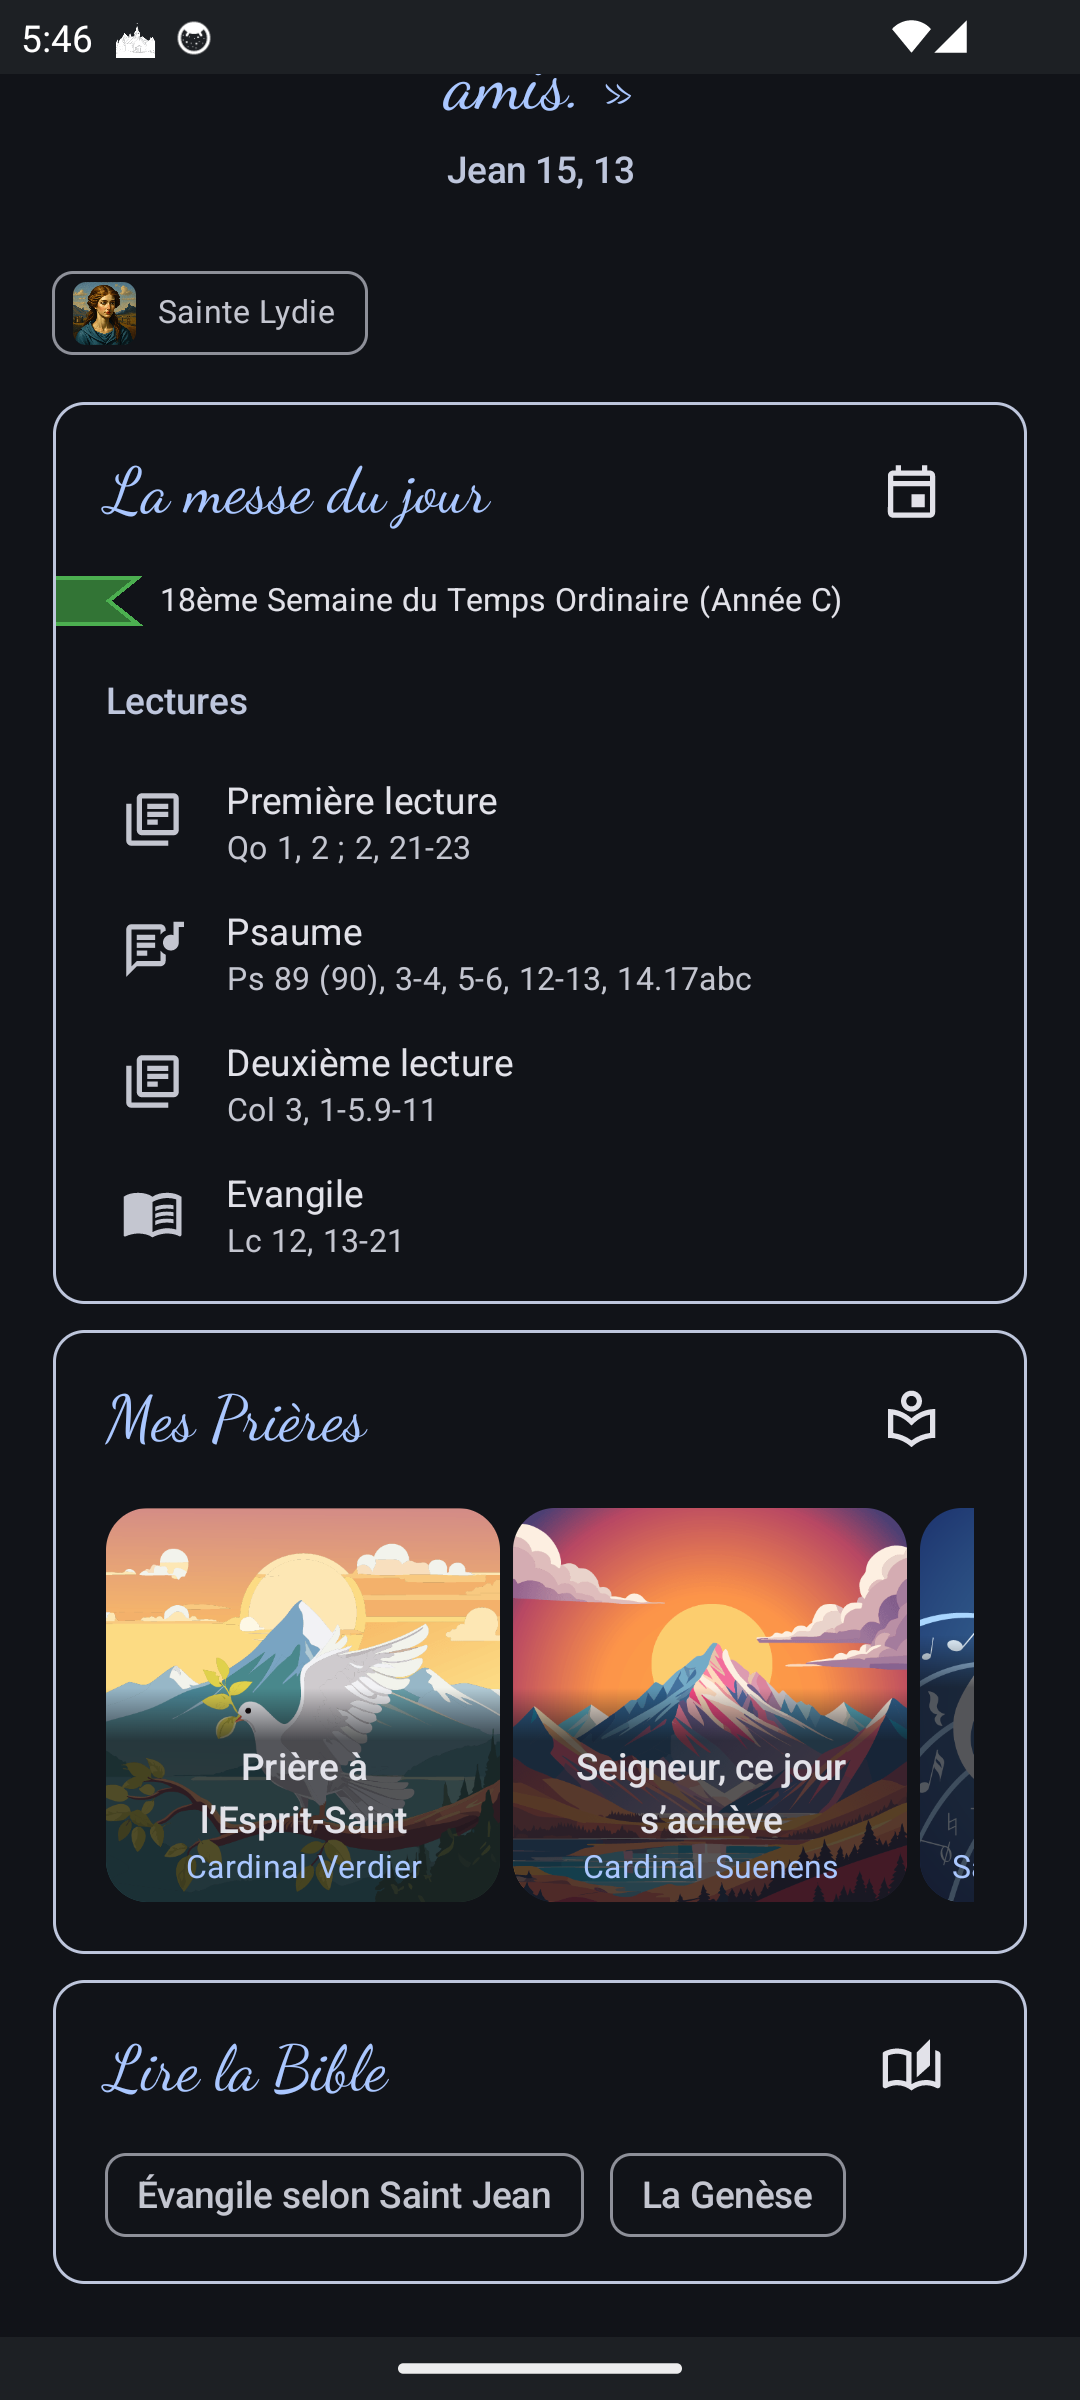 5:46
amis. »
Jean 15, 13
Sainte Lydie
La messe du jour
18ème Semaine du Temps Ordinaire (Année C)
Lectures
Première lecture
Qo 1, 2 ; 2, 21-23
Psaume
Ps 89 (90), 3-4, 5-6, 12-13, 14.17abc
Deuxième lecture
Col 3, 1-5.9-11
Evangile
Lc 12, 13-21
Mes Prières
Prière à
l’Esprit-Saint
Cardinal Verdier
Seigneur, ce jour
s’achève
Cardinal Suenens
Lire la Bible
Évangile selon Saint Jean
La Genèse